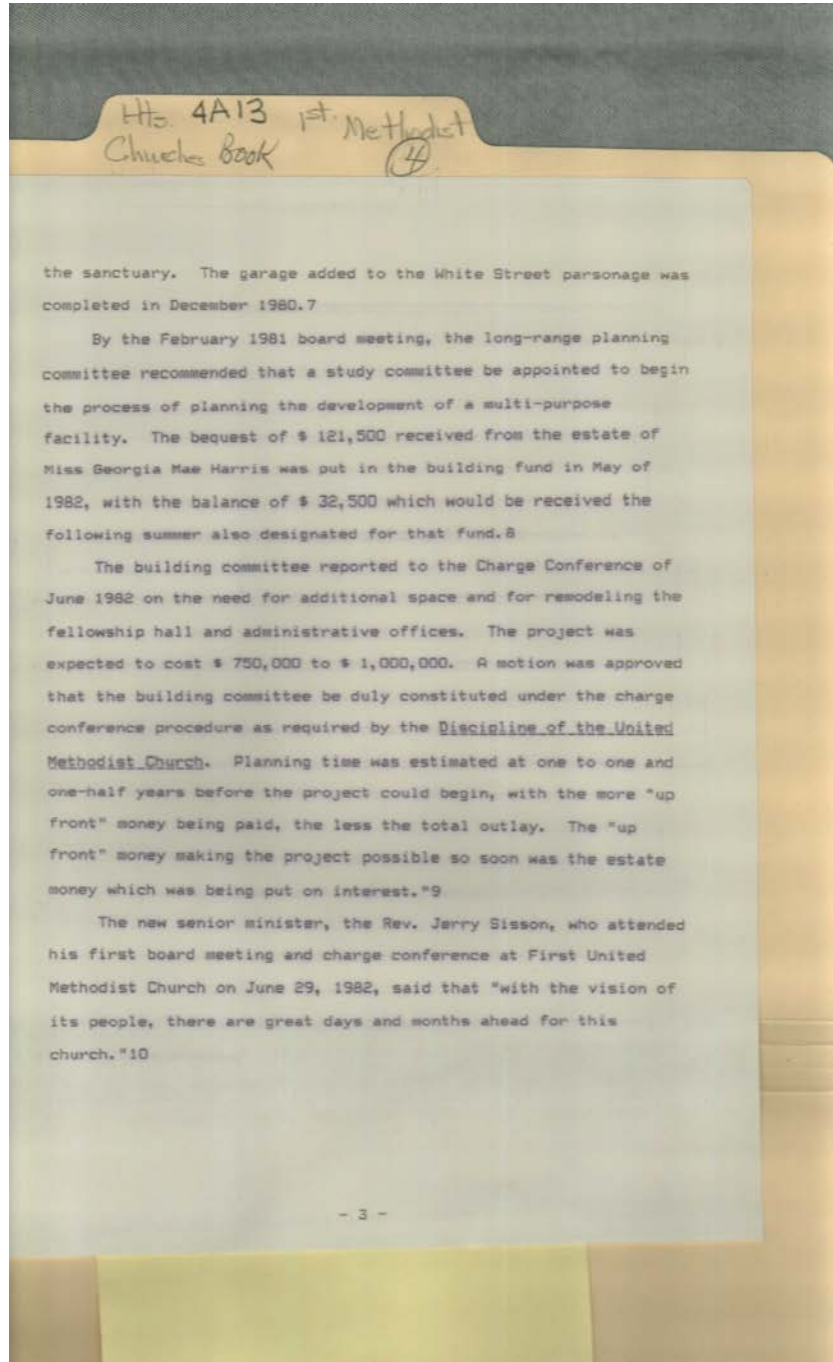 Hts. 4A13 1st. Methodist
Churches Book 4
the sanctuary.  The garage added to the White Street parsonage was
completed in December 1980.7
By the February 1981 board meeting, the long-range planning
committee recommended that a study committee be appointed to begin
the process of planning the development of a multi-purpose
facility.  The bequest of $ 121,500 received from the estate of
Miss Georgia Mae Harris was put in the building fund in May of
1982, with the balance of $ 32,500 which would be received the
following summer also designated for that fund.8
The building committee reported to the Charge Conference of
June 1982 on the need for additional space and for remodeling the
fellowship hall and administrative offices.  The project was
expected to cost $ 750,000 to $ 1,000,000.  A motion was approved
that the building committee be duly constituted under the charge
conference procedure as required by the Discipline of the United
Methodist Church.  Planning time was estimated at one to one and
one-half years before the project could begin, with the more "up
front" money being paid, the less the total outlay.  The "up
front" money making the project possible so soon was the estate
money which was being put on interest."9
The new senior minister, the Rev. Jerry Sisson, who attended
his first board meeting and charge conference at First United
Methodist Church on June 29, 1982, said that "with the vision of
its people, there are great days and months ahead for this
church."10
- 3 -